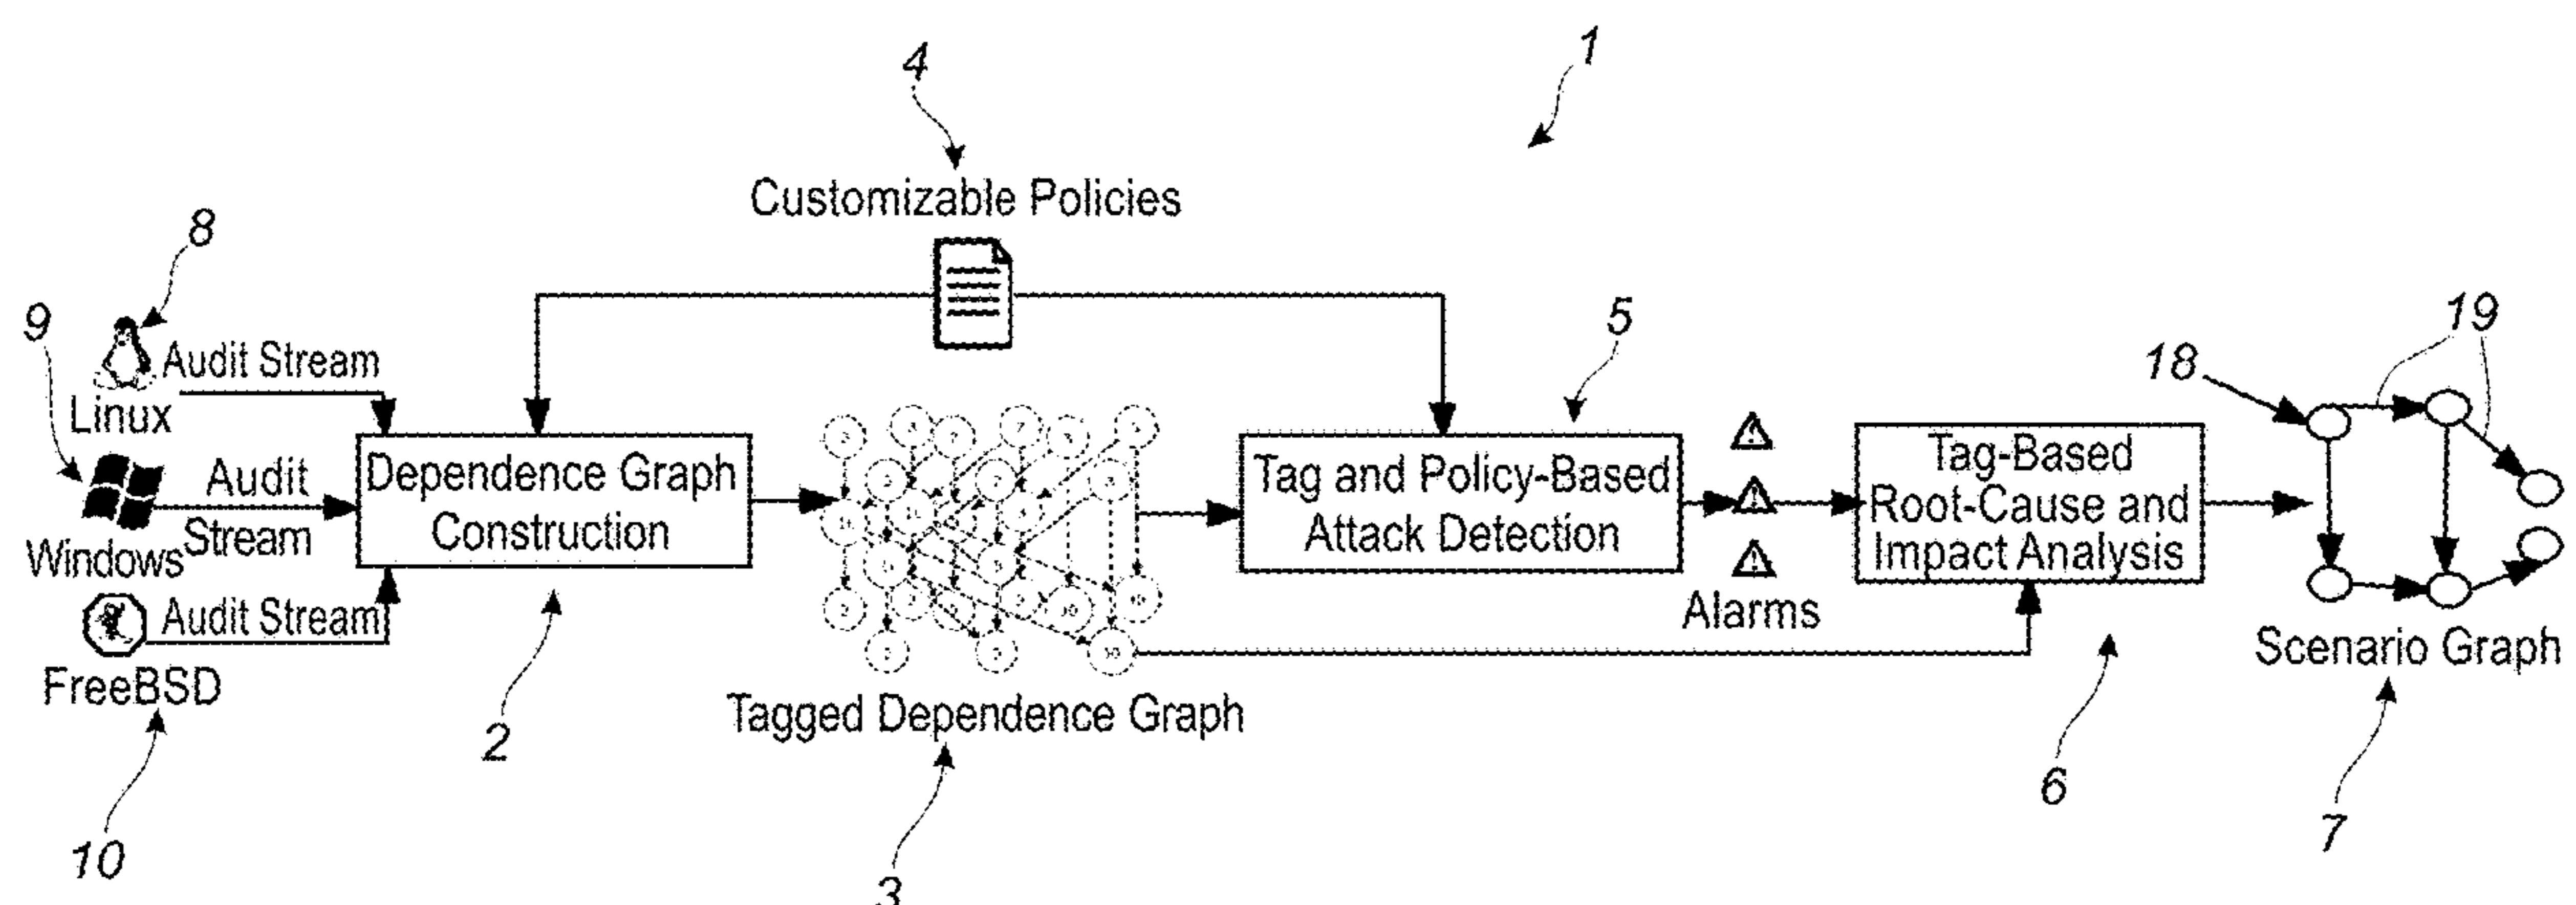 1
4
Customizable Policies
8
9
Audit Stream
Linux
Audit
Stream
Windows
Audit Stream
FreeBSD
10
Dependence Graph
Construction
2
Tagged Dependence Graph
3
5
Tag and Policy-Based
Attack Detection
Alarms
Tag-Based
Root-Cause and
Impact Analysis
6
18
19
Scenario Graph
7